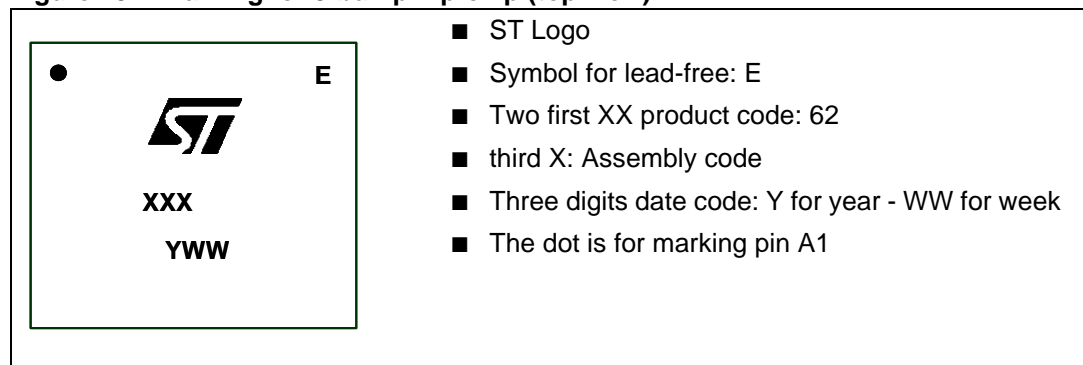 E
ST
XXX
YWW
■ ST Logo
■ Symbol for lead-free: E
■ Two first XX product code: 62
■ third X: Assembly code
■ Three digits date code: Y for year - WW for week
■ The dot is for marking pin A1